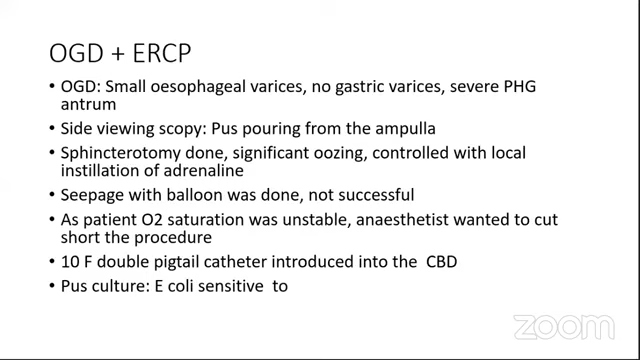 OGD + ERCP
• OGD: Small oesophageal varices, no gastric varices, severe PHG
antrum
• Side viewing scopy: Pus pouring from the ampulla
• Sphincterotomy done, significant oozing, controlled with local
instillation of adrenaline
• Seepage with balloon was done, not successful
• As patient O2 saturation was unstable, anaesthetist wanted to cut
short the procedure
• 10 F double pigtail catheter introduced into the  CBD
• Pus culture: E coli sensitive  to
zoom